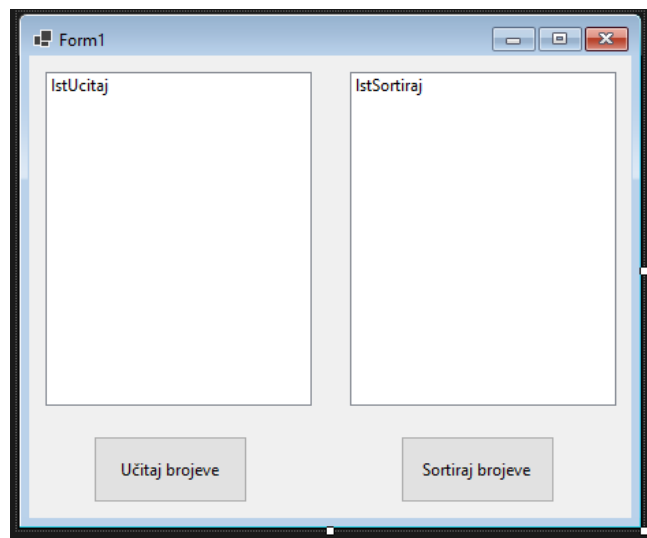 Form1
lstUcitaj
lstSortiraj
Učitaj brojeve
Sortiraj brojeve